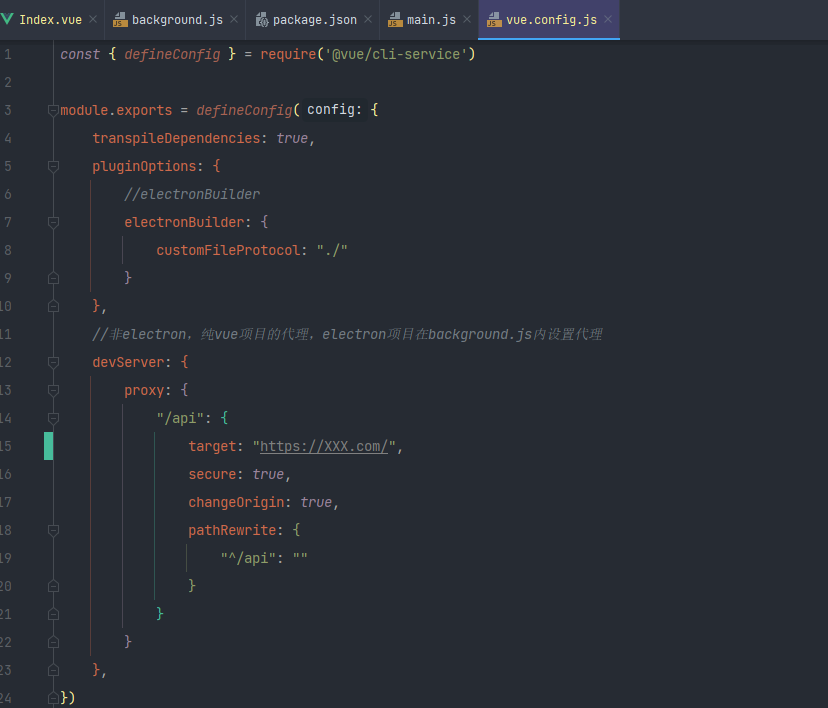 Index.vue background.js package.json main.js vue.config.js
1 const { defineConfig } = require('@vue/cli-service')
2
3 module.exports = defineConfig( config: {
4 transpileDependencies: true,
5 pluginOptions: {
6 //electronBuilder
7 electronBuilder: {
8 customFileProtocol: "./"
9 }
10 },
11 //非electron，纯vue项目的代理，electron项目在background.js内设置代理
12 devServer: {
13 proxy: {
14 "/api": {
15 target: "https://XXX.com/",
16 secure: true,
17 changeOrigin: true,
18 pathRewrite: {
19 "^/api": ""
20 }
21 }
22 }
23 },
24 })